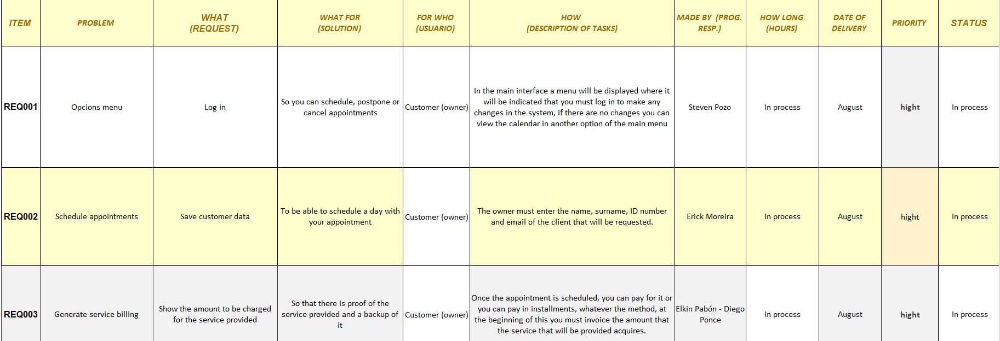 ITEM
PROBLEM
WHAT
(REQUEST)
WHAT FOR
(SOLUTION)
FOR WHO
(USUARIO)
HOW
(DESCRIPTION OF TASKS)
MADE BY (PROG.
RESP.)
HOW LONG
(HOURS)
DATE OF
DELIVERY
PRIORITY
STATUS
REQ001
Opcions menu
Log in
So you can schedule, postpone or
cancel appointments
Customer (owner)
In the main interface a menu will be displayed where it
will be indicated that you must log in to make any
changes in the system, if there are no changes you can
view the calendar in another option of the main menu
Steven Pozo
In process
August
hight
In process
REQ002
Schedule appointments
Save customer data
To be able to schedule a day with
your appointment
Customer (owner)
The owner must enter the name, surname, ID number
and email of the client that will be requested.
Erick Moreira
In process
August
hight
In process
REQ003
Generate service billing
Show the amount to be charged
for the service provided
So that there is proof of the
service provided and a backup of
it
Customer (owner)
Once the appointment is scheduled, you can pay for it or
you can pay in installments, whatever the method, at
the beginning of this you must invoice the amount that
the service that will be provided acquires.
Elkin Pabón - Diego
Ponce
In process
August
hight
In process